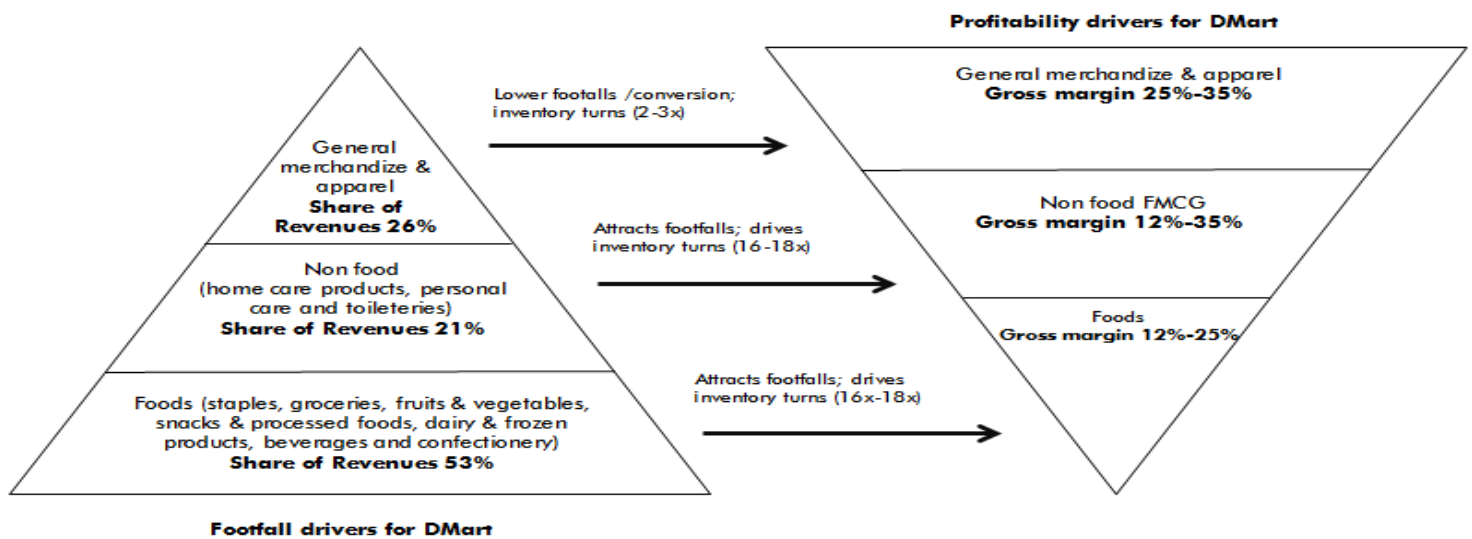 Profitability drivers for DMart
General merchandize & apparel
Gross margin 25%-35%
Lower footalls /conversion;
inventory turns (2-3x)
General
merchandize &
apparel
Share of
Revenues 26%
Non food FMCG
Gross margin 12%-35%
Attracts footfalls; drives
inventory turns (16-18x)
Non food
(home care products, personal
care and toileteries)
Share of Revenues 21%
Foods
Gross margin 12%-25%
Attracts footfalls; drives
inventory turns (16x-18x)
Foods (staples, groceries, fruits & vegetables,
snacks & processed foods, dairy & frozen
products, beverages and confectionery)
Share of Revenues 53%
Footfall drivers for DMart